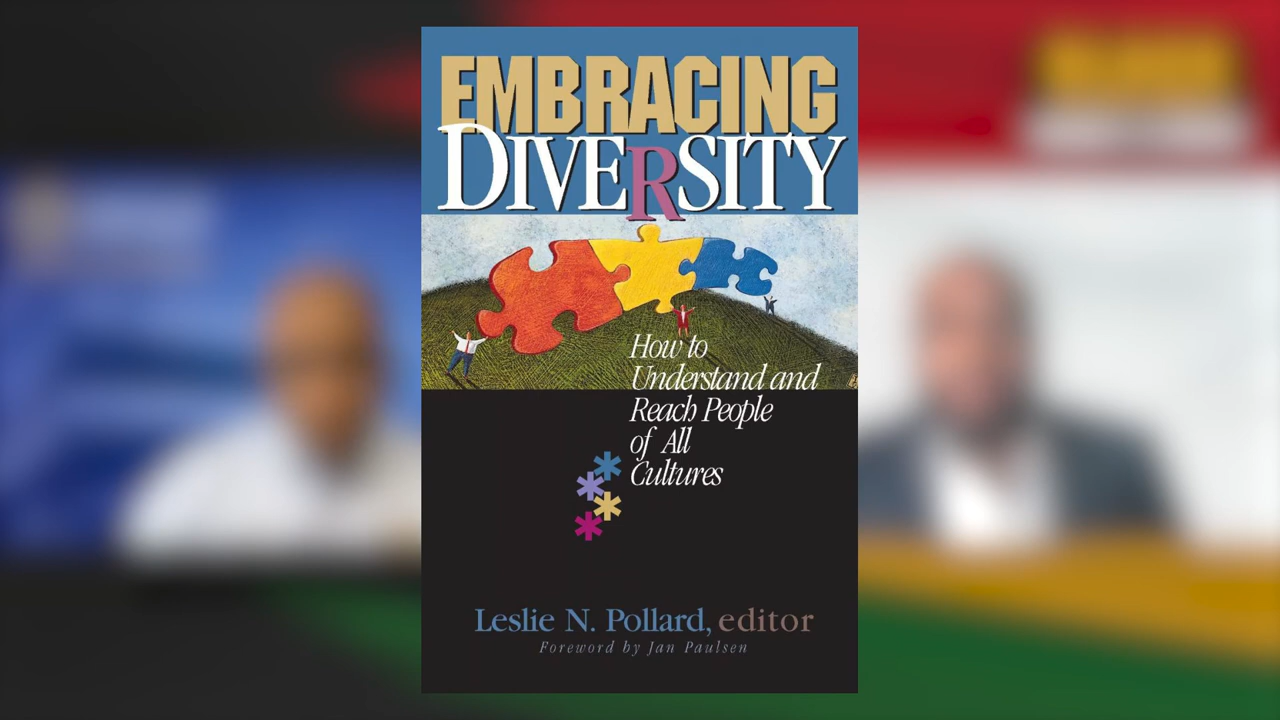 EMBRACING
DIVERSITY
How to
Understand and
Reach People
of All
Cultures
Leslie N. Pollard, editor
Foreword by Jan Paulsen